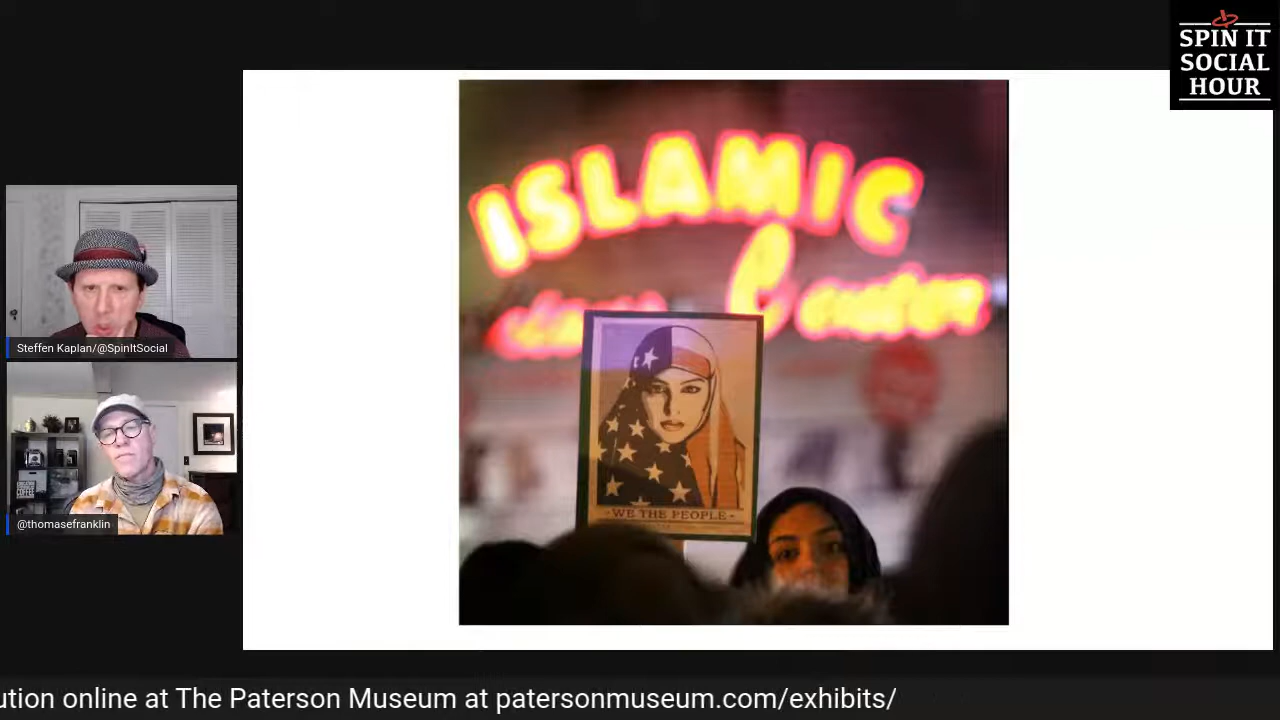 SPIN IT
SOCIAL
HOUR
ISLAMIC
Center
WE THE PEOPLE
Steffen Kaplan/@SpinItSocial
@thomasefranklin
ution online at The Paterson Museum at patersonmuseum.com/exhibits/